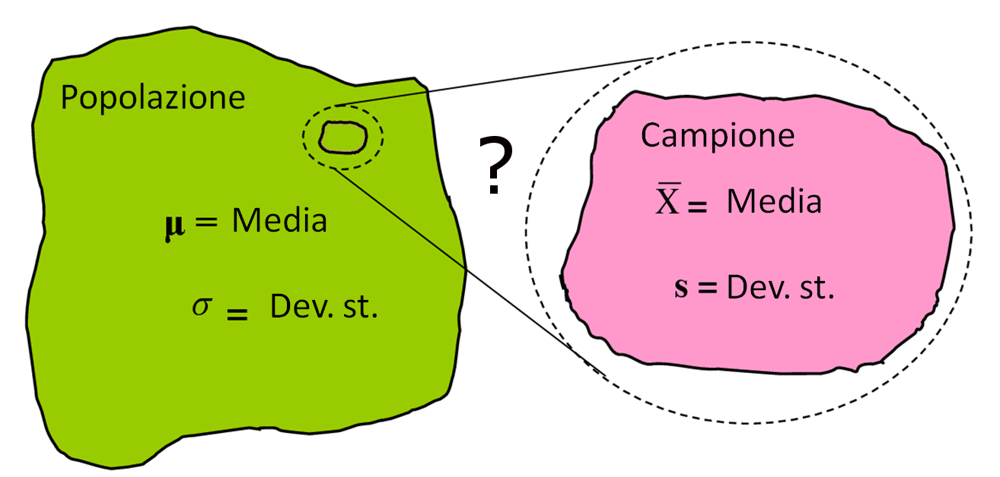 Popolazione
μ = Media
σ = Dev. st.
?
Campione
X̅ = Media
s = Dev. st.